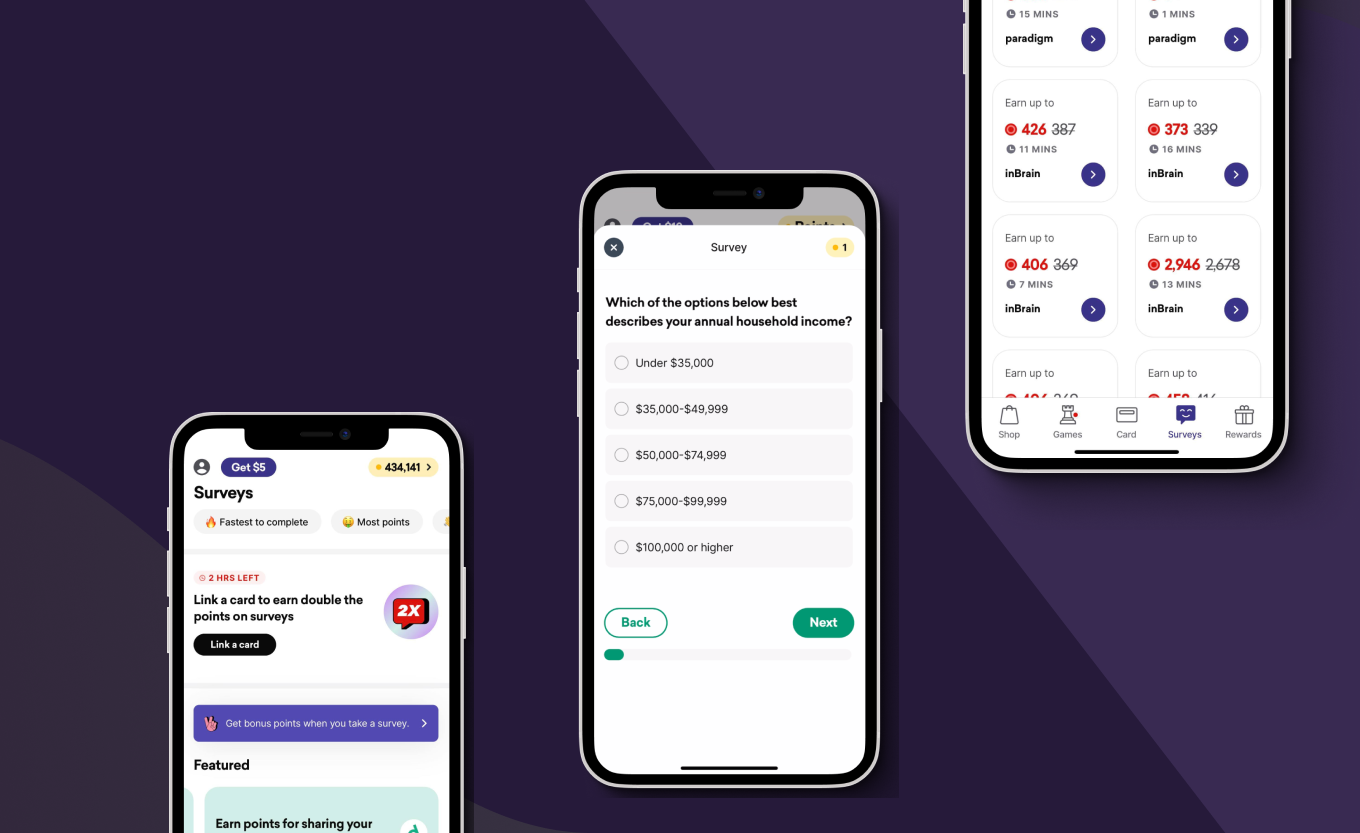 Get $5
434,141
Surveys
Fastest to complete
Most points
2 HRS LEFT
Link a card to earn double the
points on surveys
2X
Link a card
Get bonus points when you take a survey.
Featured
Earn points for sharing your
Points
Survey
1
Which of the options below best
describes your annual household income?
Under $35,000
$35,000-$49,999
$50,000-$74,999
$75,000-$99,999
$100,000 or higher
Back
Next
15 MINS
1 MINS
paradigm
paradigm
Earn up to
Earn up to
426 387
373 339
11 MINS
16 MINS
inBrain
inBrain
Earn up to
Earn up to
406 369
2,946 2,678
7 MINS
13 MINS
inBrain
inBrain
Earn up to
Earn up to
Shop
Games
Card
Surveys
Rewards